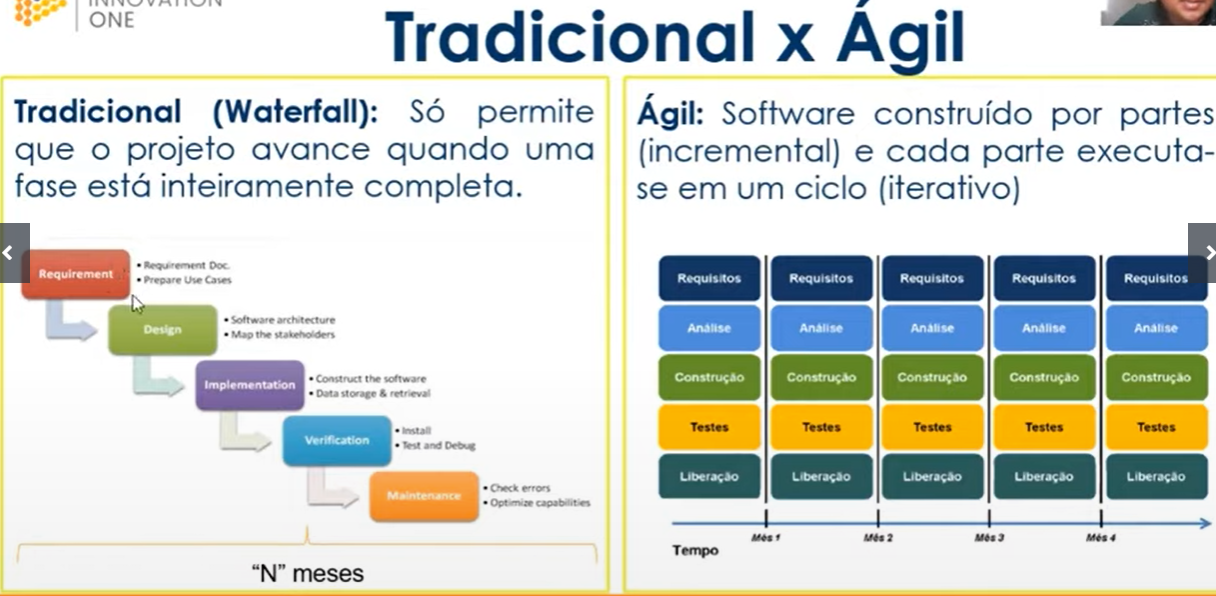 INNOVATION
ONE
Tradicional x Ágil
Tradicional (Waterfall): Só permite
que o projeto avance quando uma
fase está inteiramente completa.
Requirement
• Requirement Doc.
• Prepare Use Cases
Design
• Software architecture
• Map the stakeholders
Implementation
• Construct the software
• Data storage & retrieval
Verification
• Install
• Test and Debug
Maintenance
• Check errors
• Optimize capabilities
“N” meses
Ágil: Software construído por partes
(incremental) e cada parte executa-
se em um ciclo (iterativo)
Requisitos Requisitos Requisitos Requisitos Requisitos
Análise Análise Análise Análise Análise
Construção Construção Construção Construção Construção
Testes Testes Testes Testes Testes
Liberação Liberação Liberação Liberação Liberação
Mês 1 Mês 2 Mês 3 Mês 4
Tempo